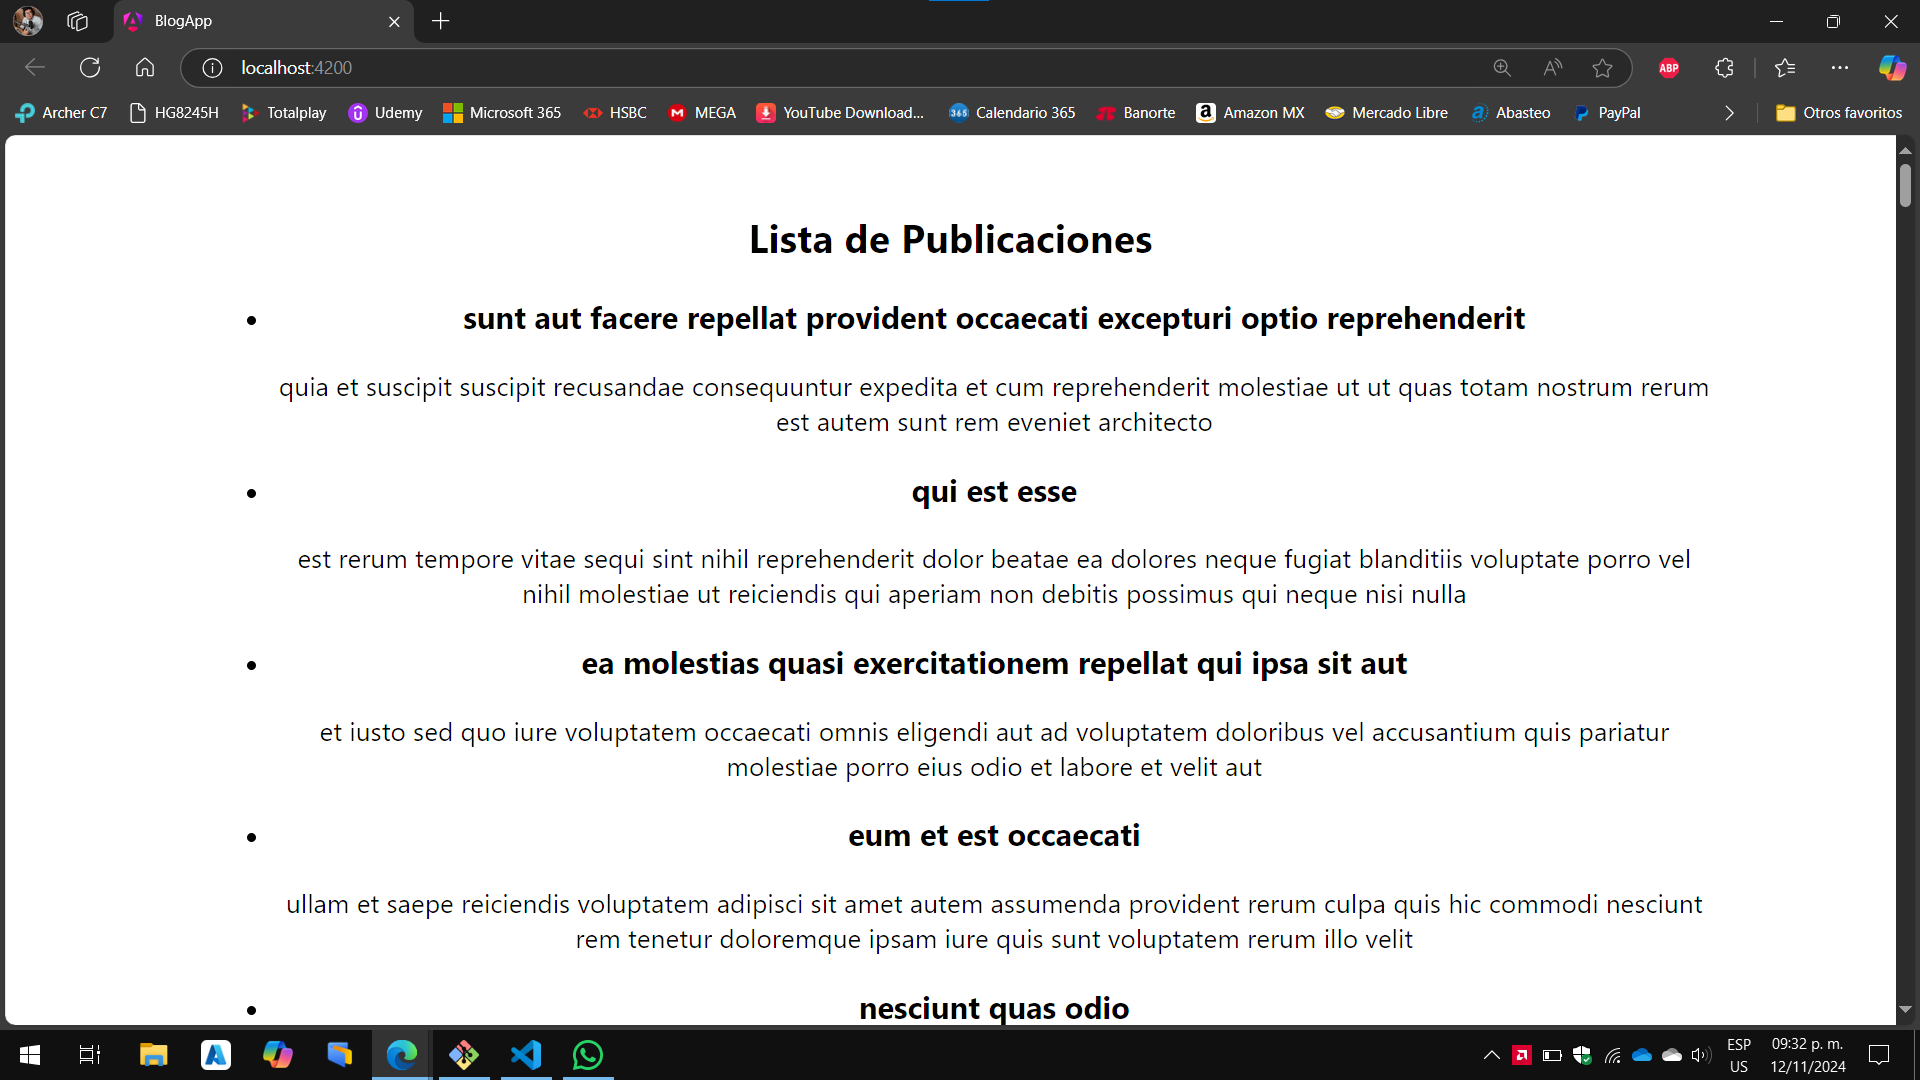 BlogApp
localhost:4200
ABP
Archer C7
HG8245H
Totalplay
Udemy
Microsoft 365
HSBC
MEGA
YouTube Download...
365
Calendario 365
Banorte
Amazon MX
Mercado Libre
Abasteo
PayPal
Otros favoritos
Lista de Publicaciones
sunt aut facere repellat provident occaecati excepturi optio reprehenderit
quia et suscipit suscipit recusandae consequuntur expedita et cum reprehenderit molestiae ut ut quas totam nostrum rerum
est autem sunt rem eveniet architecto
qui est esse
est rerum tempore vitae sequi sint nihil reprehenderit dolor beatae ea dolores neque fugiat blanditiis voluptate porro vel
nihil molestiae ut reiciendis qui aperiam non debitis possimus qui neque nisi nulla
ea molestias quasi exercitationem repellat qui ipsa sit aut
et iusto sed quo iure voluptatem occaecati omnis eligendi aut ad voluptatem doloribus vel accusantium quis pariatur
molestiae porro eius odio et labore et velit aut
eum et est occaecati
ullam et saepe reiciendis voluptatem adipisci sit amet autem assumenda provident rerum culpa quis hic commodi nesciunt
rem tenetur doloremque ipsam iure quis sunt voluptatem rerum illo velit
nesciunt quas odio
ESP
US
09:32 p. m.
12/11/2024